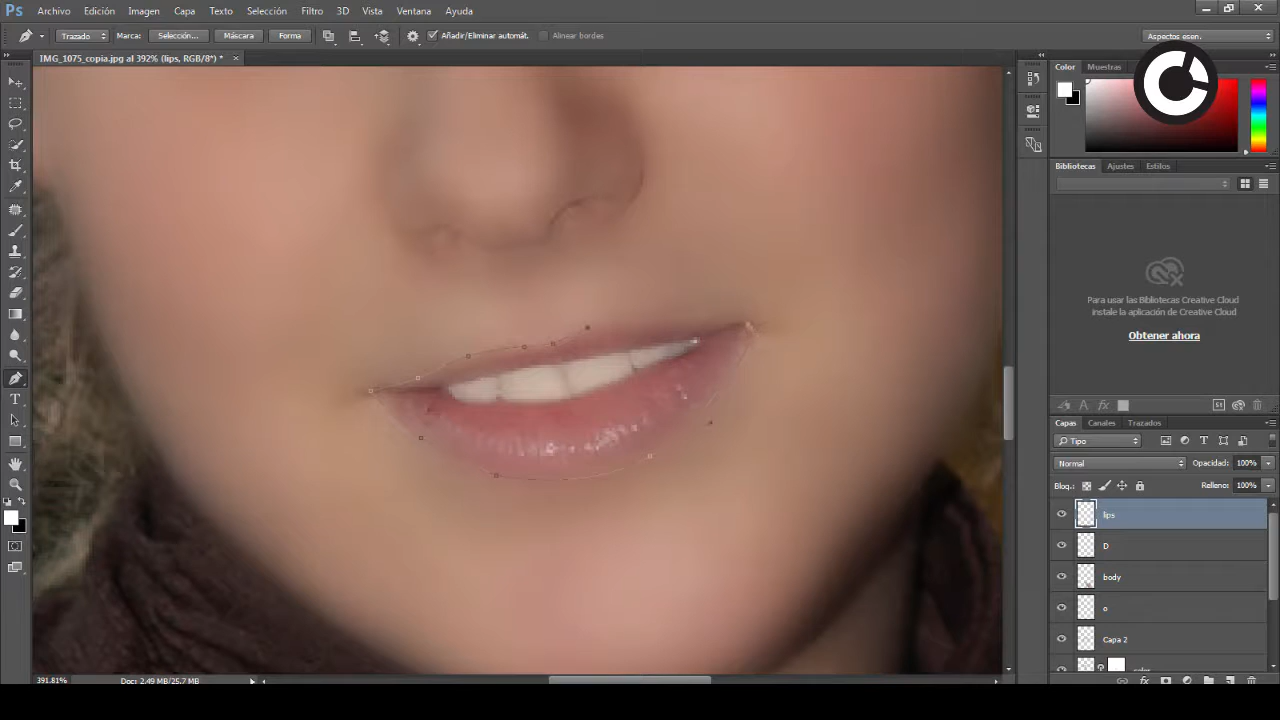 Ps Archivo Edición Imagen Capa Texto Selección Filtro 3D Vista Ventana Ayuda
Trazado Marca: Selección... Máscara Forma Añadir/Eliminar automát. Alinear bordes Aspectos esen.
IMG_1075_copia.jpg al 392% (lips, RGB/8*) * ×
Color Muestras
Bibliotecas Ajustes Estilos
Para usar las Bibliotecas Creative Cloud
instale la aplicación de Creative Cloud
Obtener ahora
Capas Canales Trazados
Tipo
Normal Opacidad: 100%
Bloq.: Relleno: 100%
lips
D
body
o
Capa 2
color
391.81% Doc: 2.49 MB/25.7 MB